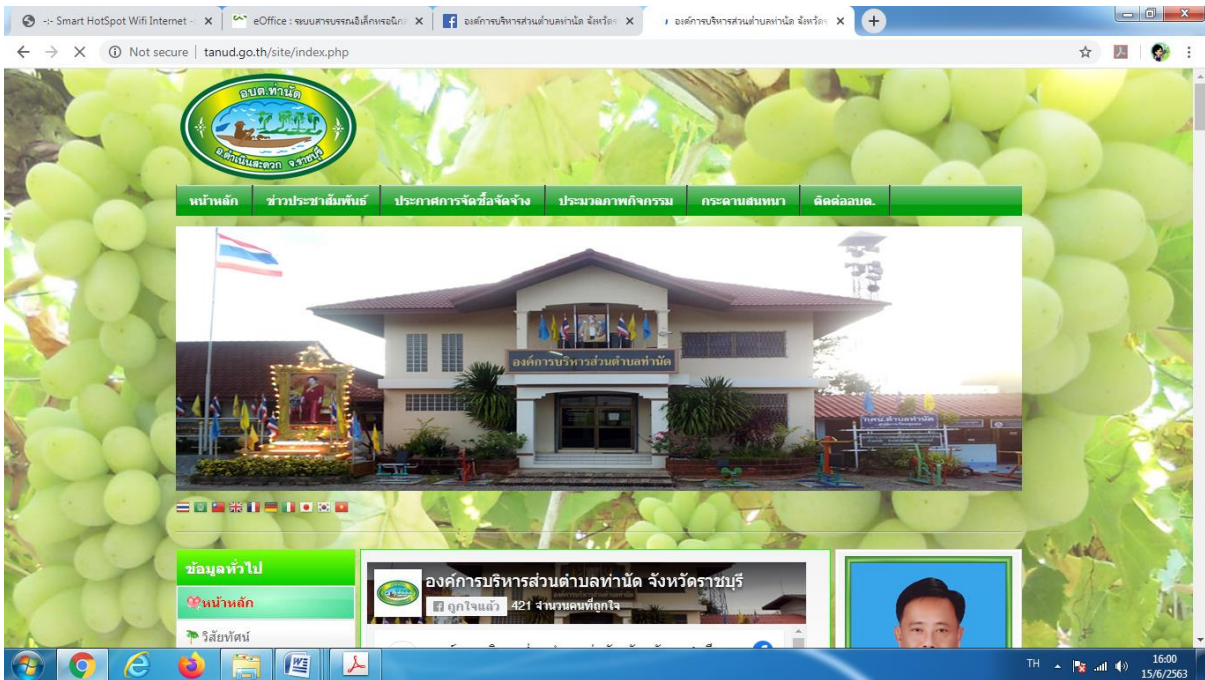 -:- Smart HotSpot Wifi Internet -
eOffice : ระบบสารบรรณอิเล็กทรอนิก
องค์การบริหารส่วนตำบลท่านัด จังหวัดร
องค์การบริหารส่วนตำบลท่านัด จังหวัดร
Not secure | tanud.go.th/site/index.php
อบต.ท่านัด
อ.ดำเนินสะดวก จ.ราชบุรี
หน้าหลัก ข่าวประชาสัมพันธ์ ประกาศการจัดซื้อจัดจ้าง ประมวลภาพกิจกรรม กระดานสนทนา ติดต่ออบต.
องค์การบริหารส่วนตำบลท่านัด
ข้อมูลทั่วไป
หน้าหลัก
วิสัยทัศน์
องค์การบริหารส่วนตำบลท่านัด จังหวัดราชบุรี
ถูกใจแล้ว 421 จำนวนคนที่ถูกใจ
TH
16:00
15/6/2563